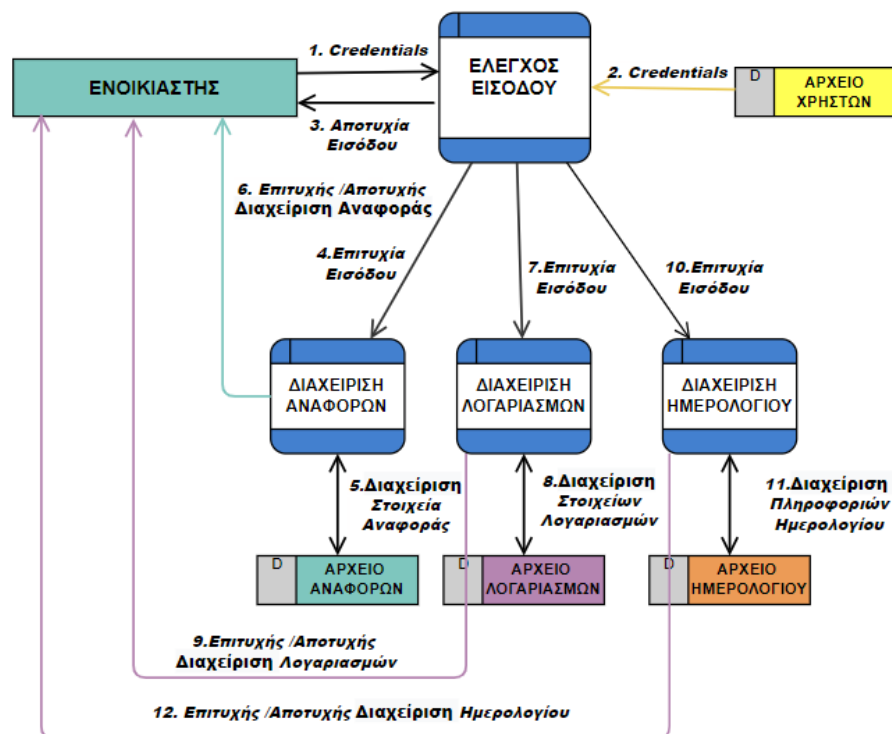 1. Credentials
ΕΝΟΙΚΙΑΣΤΗΣ
ΕΛΕΓΧΟΣ
ΕΙΣΟΔΟΥ
2. Credentials
D
ΑΡΧΕΙΟ
ΧΡΗΣΤΩΝ
3. Αποτυχία
Εισόδου
6. Επιτυχής /Αποτυχής
Διαχείριση Αναφοράς
4.Επιτυχία
Εισόδου
7.Επιτυχία
Εισόδου
10.Επιτυχία
Εισόδου
ΔΙΑΧΕΙΡΙΣΗ
ΑΝΑΦΟΡΩΝ
ΔΙΑΧΕΙΡΙΣΗ
ΛΟΓΑΡΙΑΣΜΩΝ
ΔΙΑΧΕΙΡΙΣΗ
ΗΜΕΡΟΛΟΓΙΟΥ
5.Διαχείριση
Στοιχεία
Αναφοράς
8.Διαχείριση
Στοιχείων
Λογαριασμών
11.Διαχείριση
Πληροφοριών
Ημερολογίου
D
ΑΡΧΕΙΟ
ΑΝΑΦΟΡΩΝ
D
ΑΡΧΕΙΟ
ΛΟΓΑΡΙΑΣΜΩΝ
D
ΑΡΧΕΙΟ
ΗΜΕΡΟΛΟΓΙΟΥ
9.Επιτυχής /Αποτυχής
Διαχείριση Λογαριασμών
12. Επιτυχής /Αποτυχής Διαχείριση Ημερολογίου